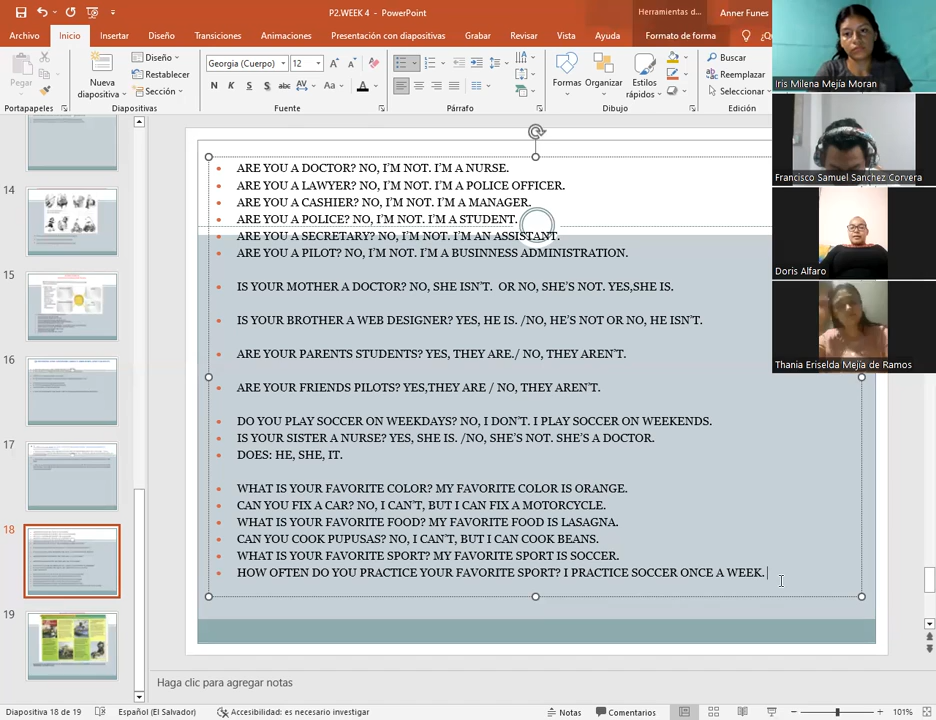 P2.WEEK 4 - PowerPoint
Herramientas d...
Anner Funes
Archivo
Inicio
Insertar
Diseño
Transiciones
Animaciones
Presentación con diapositivas
Grabar
Revisar
Vista
Ayuda
Formato de forma
Pegar
Nueva diapositiva
Diseño
Restablecer
Sección
Georgia (Cuerpo)
12
N
K
S
S
abc
AV
Aa
A
Formas
Organizar
Estilos rápidos
Buscar
Reemplazar
Seleccionar
Portapapeles
Diapositivas
Fuente
Párrafo
Dibujo
Edición
Iris Milena Mejía Moran
Francisco Samuel Sanchez Corvera
Doris Alfaro
Thania Eriselda Mejía de Ramos
14
15
16
17
18
19
• ARE YOU A DOCTOR? NO, I'M NOT. I'M A NURSE.
• ARE YOU A LAWYER? NO, I'M NOT. I'M A POLICE OFFICER.
• ARE YOU A CASHIER? NO, I'M NOT. I'M A MANAGER.
• ARE YOU A POLICE? NO, I'M NOT. I'M A STUDENT.
• ARE YOU A SECRETARY? NO, I'M NOT. I'M AN ASSISTANT.
• ARE YOU A PILOT? NO, I'M NOT. I'M A BUSINNESS ADMINISTRATION.
• IS YOUR MOTHER A DOCTOR? NO, SHE ISN'T. OR NO, SHE'S NOT. YES,SHE IS.
• IS YOUR BROTHER A WEB DESIGNER? YES, HE IS. /NO, HE'S NOT OR NO, HE ISN'T.
• ARE YOUR PARENTS STUDENTS? YES, THEY ARE./ NO, THEY AREN'T.
• ARE YOUR FRIENDS PILOTS? YES,THEY ARE / NO, THEY AREN'T.
• DO YOU PLAY SOCCER ON WEEKDAYS? NO, I DON'T. I PLAY SOCCER ON WEEKENDS.
• IS YOUR SISTER A NURSE? YES, SHE IS. /NO, SHE'S NOT. SHE'S A DOCTOR.
• DOES: HE, SHE, IT.
• WHAT IS YOUR FAVORITE COLOR? MY FAVORITE COLOR IS ORANGE.
• CAN YOU FIX A CAR? NO, I CAN'T, BUT I CAN FIX A MOTORCYCLE.
• WHAT IS YOUR FAVORITE FOOD? MY FAVORITE FOOD IS LASAGNA.
• CAN YOU COOK PUPUSAS? NO, I CAN'T, BUT I CAN COOK BEANS.
• WHAT IS YOUR FAVORITE SPORT? MY FAVORITE SPORT IS SOCCER.
• HOW OFTEN DO YOU PRACTICE YOUR FAVORITE SPORT? I PRACTICE SOCCER ONCE A WEEK.
Haga clic para agregar notas
Diapositiva 18 de 19
Español (El Salvador)
Accesibilidad: es necesario investigar
Notas
Comentarios
101%